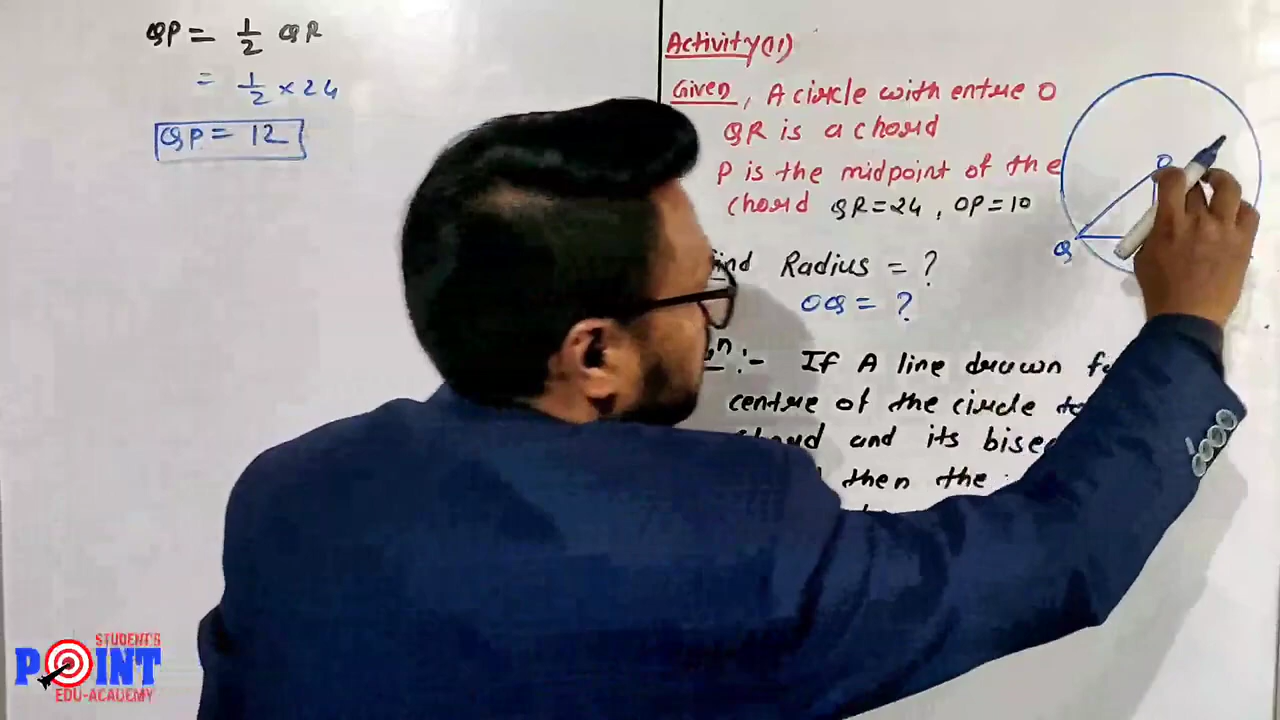 QP = 1/2 QR
= 1/2 × 24
QP = 12
Activity(11)
Given, A circle with entre O
QR is a chord
P is the midpoint of the
chord QR=24, OP=10
Radius = ?
OQ = ?
:- If A line drawn
centre of the circle
and its
then the
O
Q
STUDENT'S
POINT
EDU-ACADEMY